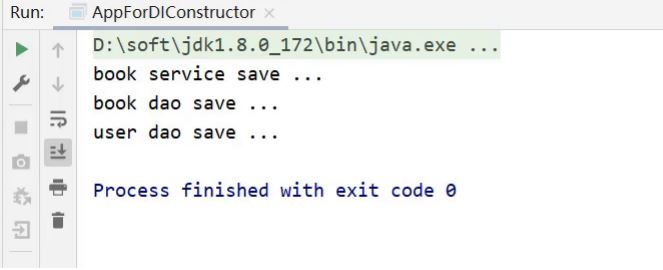 Run: AppForDIConstructor
D:\soft\jdk1.8.0_172\bin\java.exe ...
book service save ...
book dao save ...
user dao save ...
Process finished with exit code 0